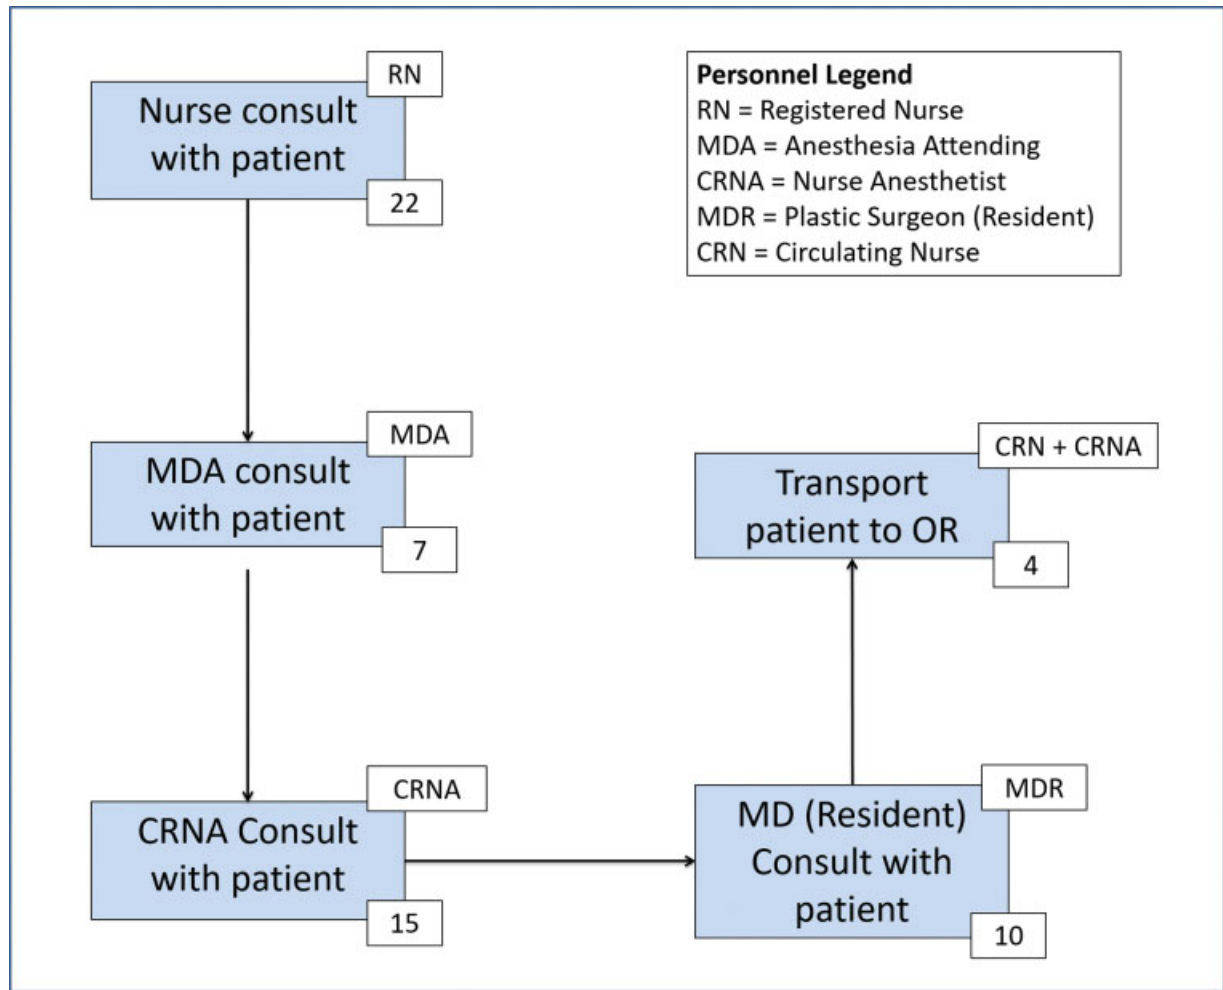 RN
Nurse consult
with patient
22
Personnel Legend
RN = Registered Nurse
MDA = Anesthesia Attending
CRNA = Nurse Anesthetist
MDR = Plastic Surgeon (Resident)
CRN = Circulating Nurse
MDA
MDA consult
with patient
7
CRNA
CRNA Consult
with patient
15
MDR
MD (Resident)
Consult with
patient
10
CRN + CRNA
Transport
patient to OR
4